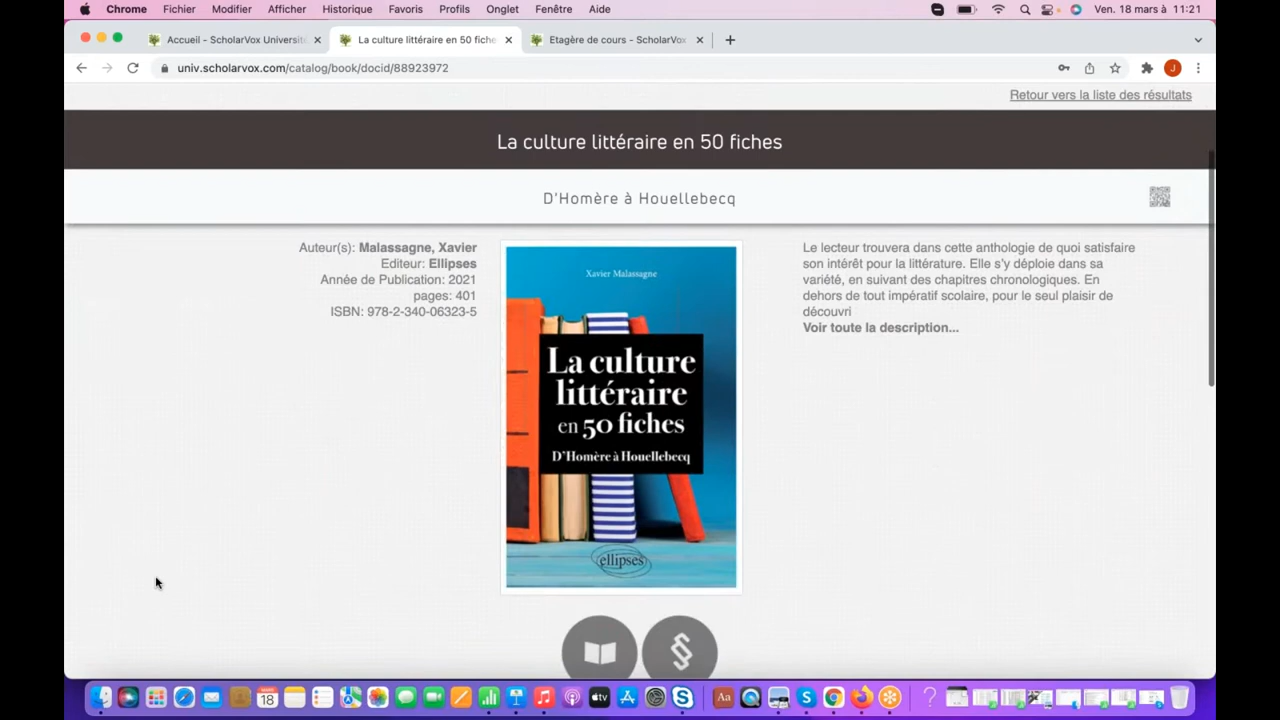 Chrome Fichier Modifier Afficher Historique Favoris Profils Onglet Fenêtre Aide Ven. 18 mars à 11:21
Accueil - ScholarVox Universit
La culture littéraire en 50 fiche
Etagère de cours - ScholarVox
univ.scholarvox.com/catalog/book/docid/88923972
J
Retour vers la liste des résultats
La culture littéraire en 50 fiches
D'Homère à Houellebecq
Auteur(s): Malassagne, Xavier
Editeur: Ellipses
Année de Publication: 2021
pages: 401
ISBN: 978-2-340-06323-5
Xavier Malassagne
La culture
littéraire
en 50 fiches
D'Homère à Houellebecq
ellipses
Le lecteur trouvera dans cette anthologie de quoi satisfaire
son intérêt pour la littérature. Elle s'y déploie dans sa
variété, en suivant des chapitres chronologiques. En
dehors de tout impératif scolaire, pour le seul plaisir de
découvri
Voir toute la description...
§
18
tv
Aa